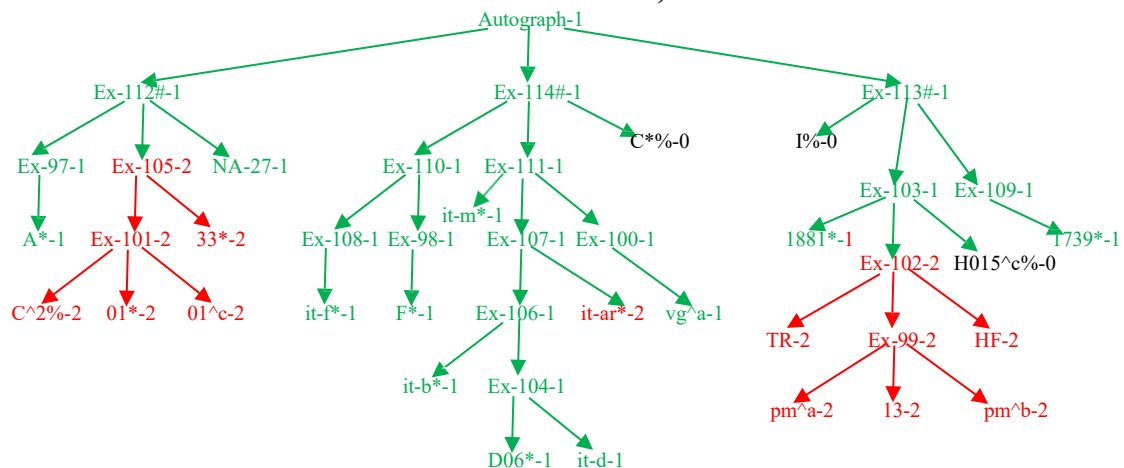 Autograph-1
Ex-112#-1 Ex-114#-1 Ex-113#-1
C*%-0 I%-0
Ex-97-1 Ex-105-2 NA-27-1 Ex-110-1 Ex-111-1
Ex-103-1 Ex-109-1
it-m*-1
A*-1 Ex-101-2 33*-2 Ex-108-1 Ex-98-1 Ex-107-1 Ex-100-1 1881*-1 1739*-1
Ex-102-2 H015^c%-0
C^2%-2 01*-2 01^c-2 it-f*-1 F*-1 Ex-106-1 it-ar*-2 vg^a-1
TR-2 Ex-99-2 HF-2
it-b*-1 Ex-104-1
pm^a-2 13-2 pm^b-2
D06*-1 it-d-1